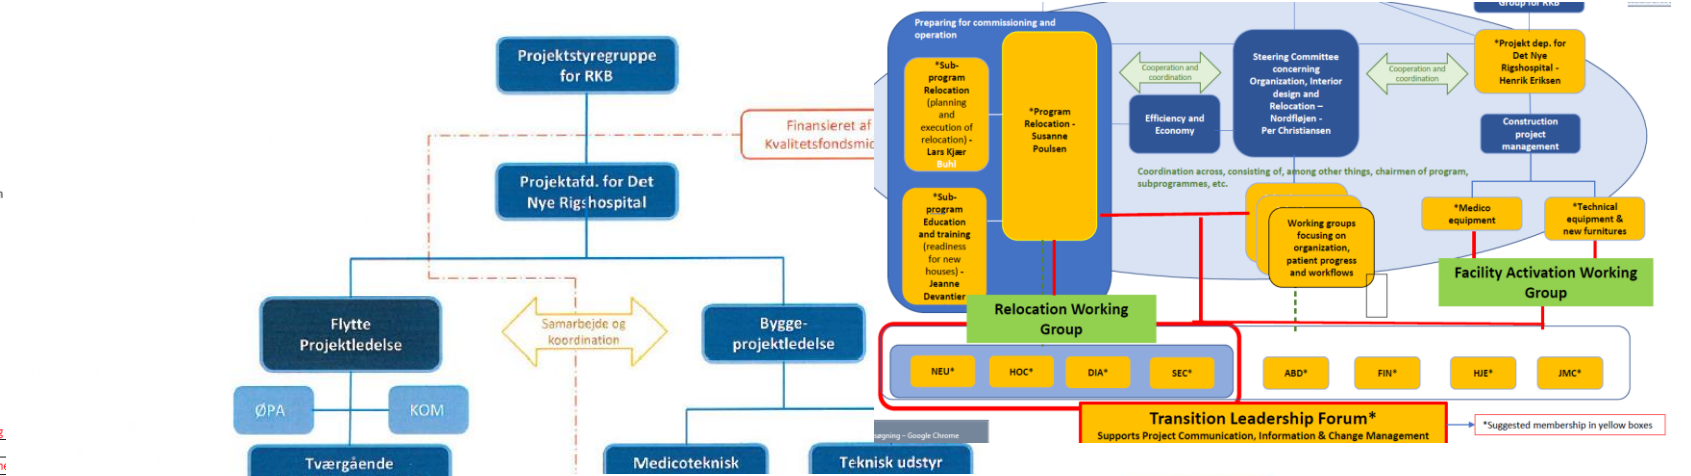 Projektstyregruppe
for RKB
Finansieret af
Projektafd. for Det
Nye Rigshospital
Flytte
Projektledelse
Samarbejde og
koordination
Bygge-
projektledelse
ØPA
KOM
Tværgående
Medicoteknisk
Teknisk udstyr
Preparing for commissioning and
operation
*Sub-
program
Relocation
(planning
and
execution of
relocation) -
Lars Kjær
Buhl
*Program
Relocation -
Susanne
Poulsen
*Sub-
program
Education
and training
(readiness
for new
houses) -
Jeanne
Devantier
Cooperation and
coordination
Efficiency and
Economy
Steering Committee
concerning
Organization, Interior
design and
Relocation –
Nordfløjen -
Per Christiansen
Cooperation and
coordination
Group for RKB
*Projekt dep. for
Det Nye
Rigshospital -
Henrik Eriksen
Construction
project
management
Coordination across, consisting of, among other things, chairmen of program,
subprogrammes, etc.
Working groups
focusing on
organization,
patient progress
and workflows
*Medico
equipment
*Technical
equipment &
new furnitures
Facility Activation Working
Group
Relocation Working
Group
NEU*
HOC*
DIA*
SEC*
ABD*
FIN*
HJE*
JMC*
Transition Leadership Forum*
Supports Project Communication, Information & Change Management
*Suggested membership in yellow boxes
søgning – Google Chrome